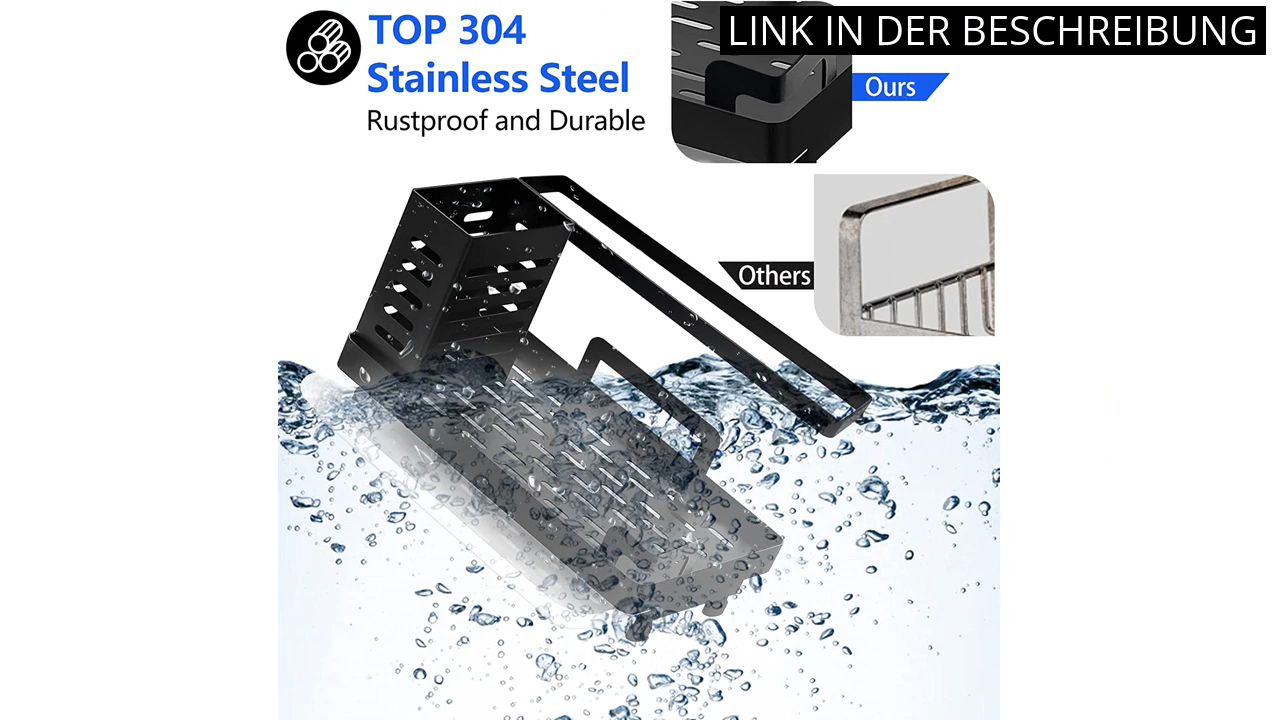 TOP 304
Stainless Steel
Rustproof and Durable
LINK IN DER BESCHREIBUNG
Ours
Others